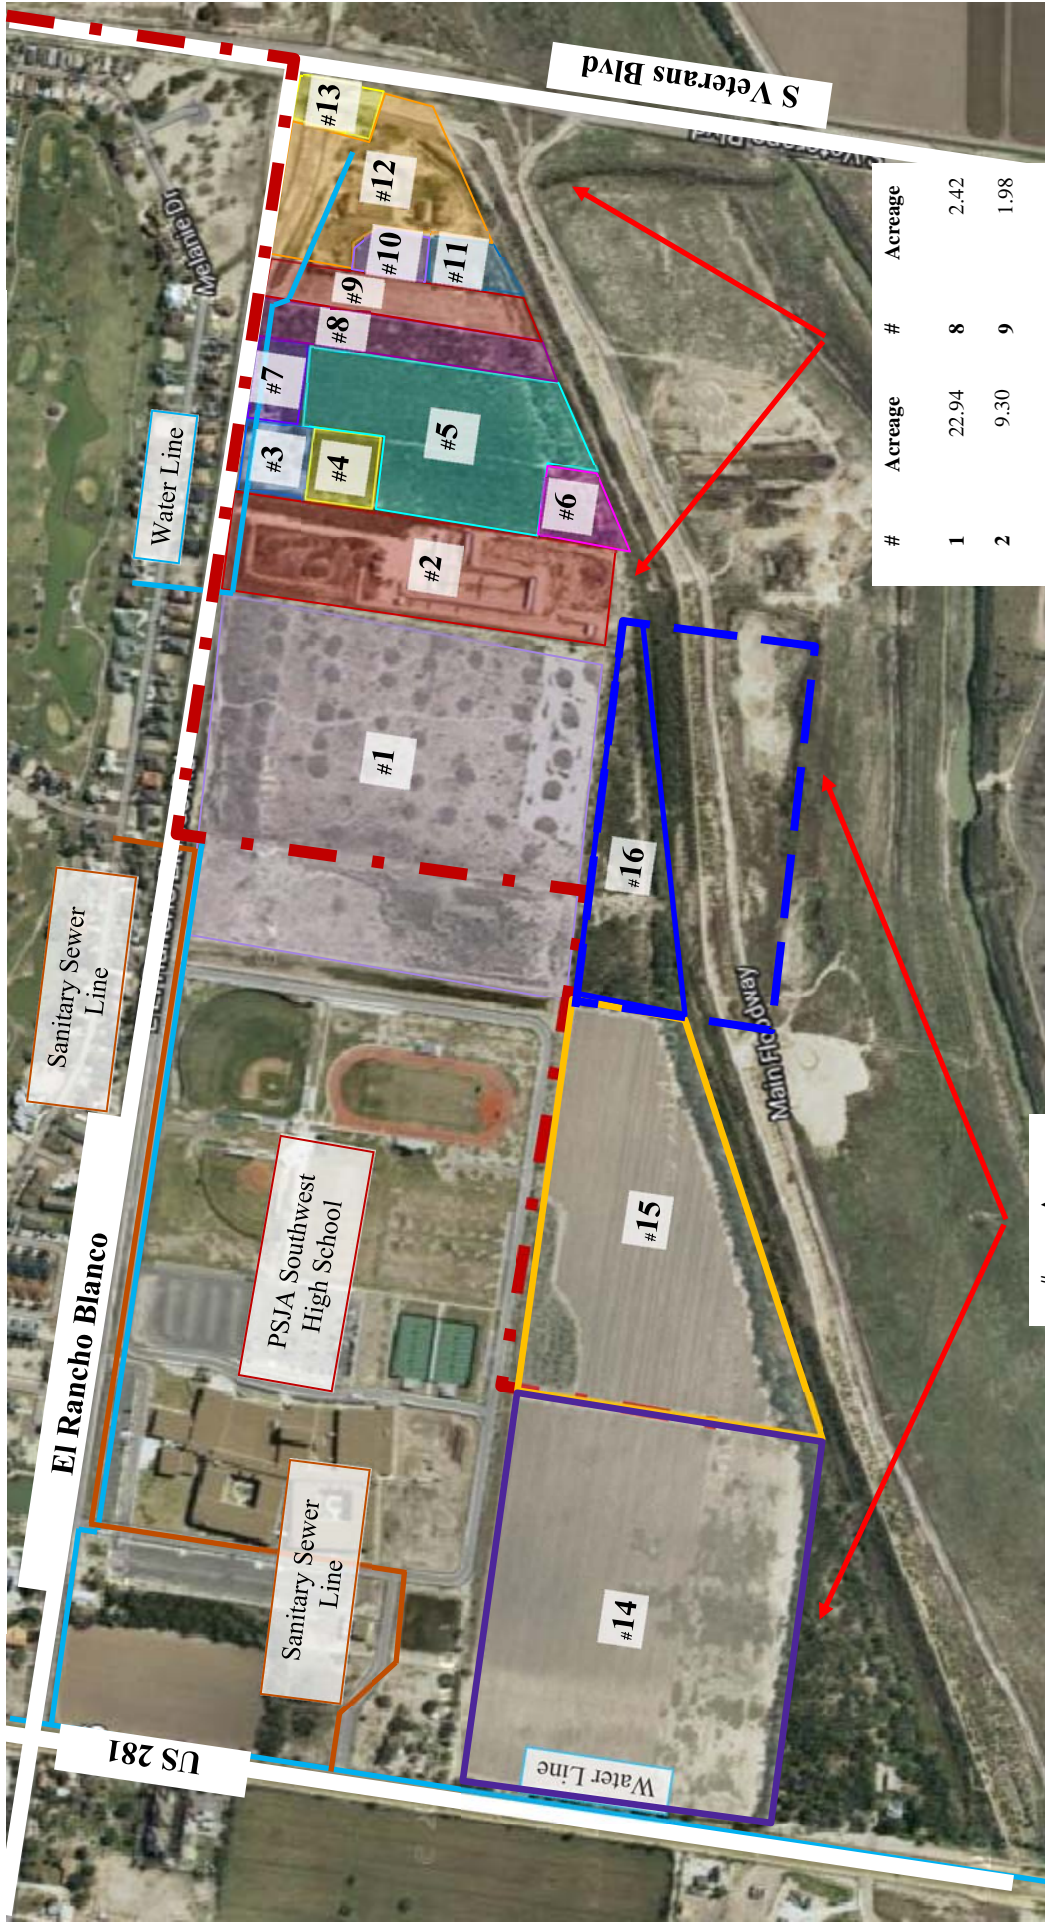 El Rancho Blanco
US 281
S Veterans Blvd
Sanitary Sewer
Line
Sanitary Sewer
Line
Water Line
Water Line
PSJA Southwest
High School
Melanie Dr
#1
#2
#3
#4
#5
#6
#7
#8
#9
#10
#11
#12
#13
#14
#15
#16
# Acreage # Acreage
1 22.94 8 2.42
2 9.30 9 1.98
#